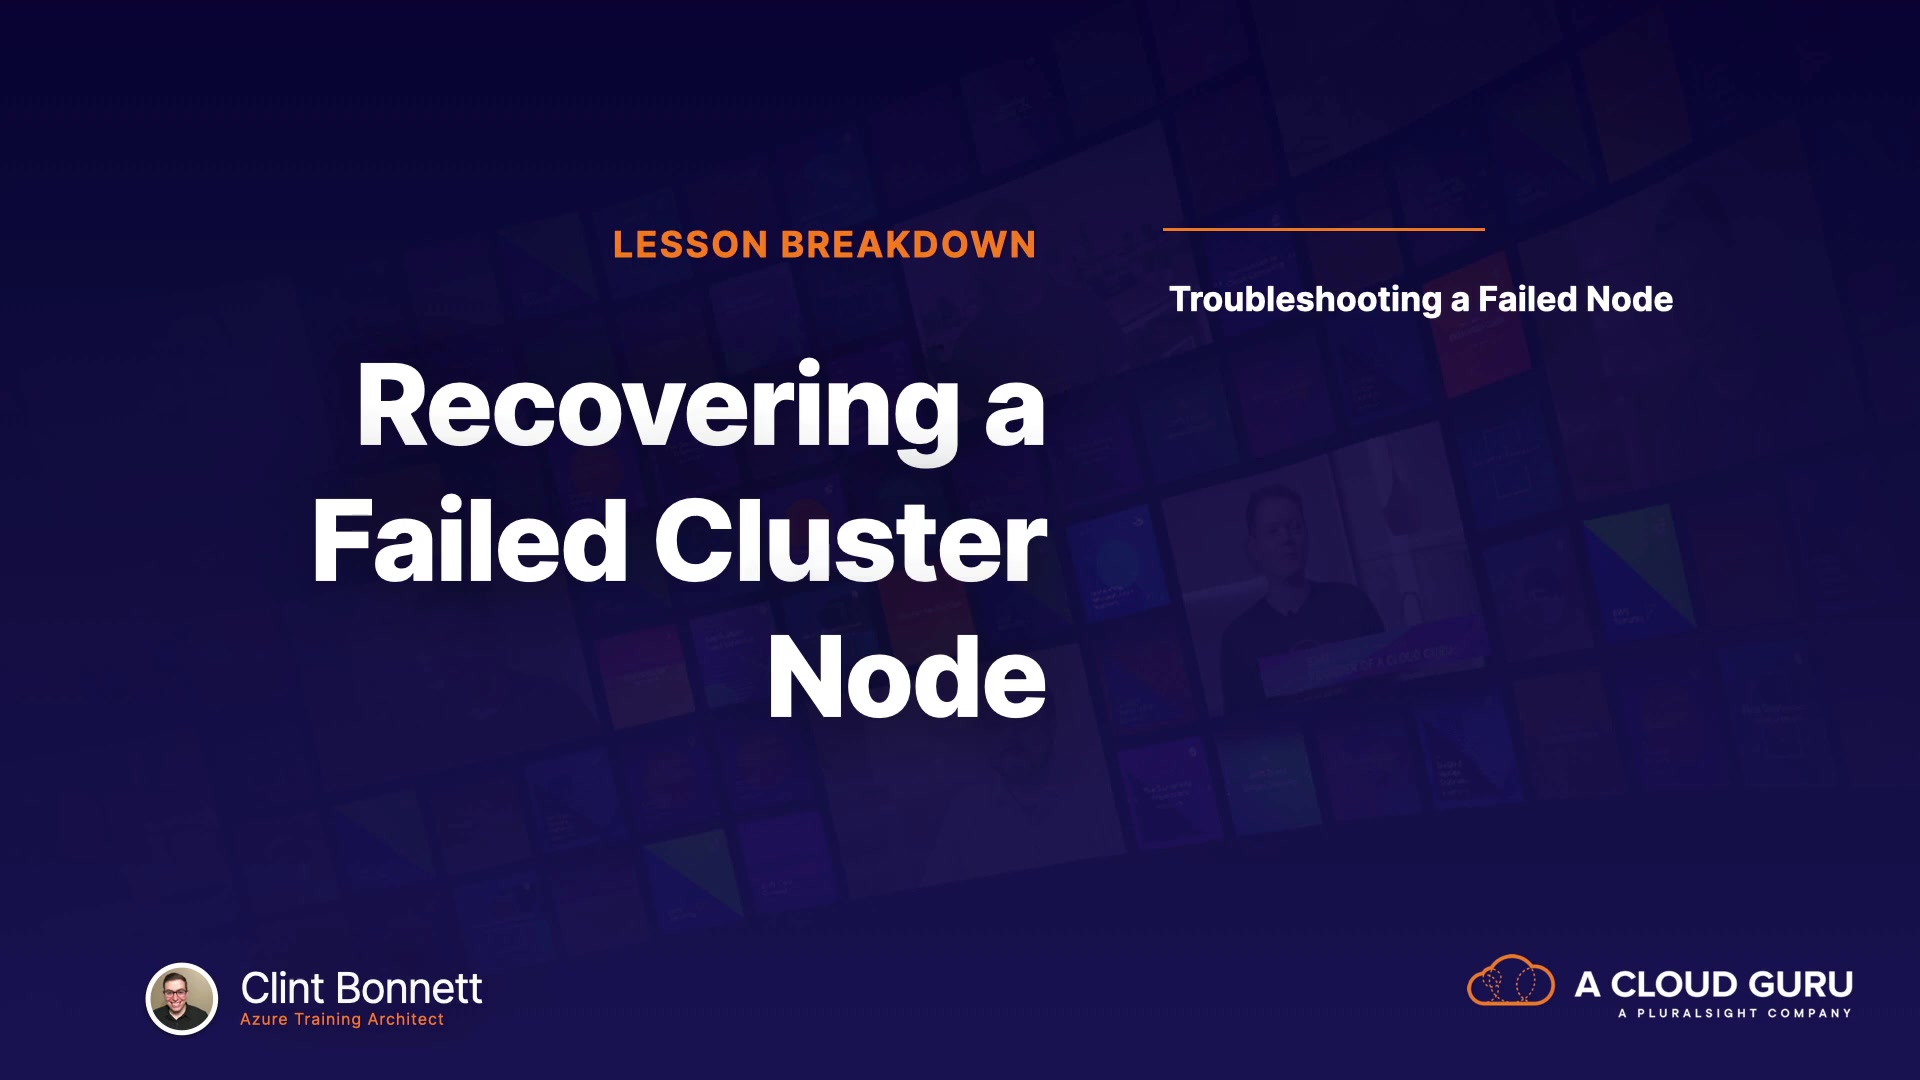 LESSON BREAKDOWN
Recovering a
Failed Cluster
Node
Troubleshooting a Failed Node
Clint Bonnett
Azure Training Architect
A CLOUD GURU
A PLURALSIGHT COMPANY